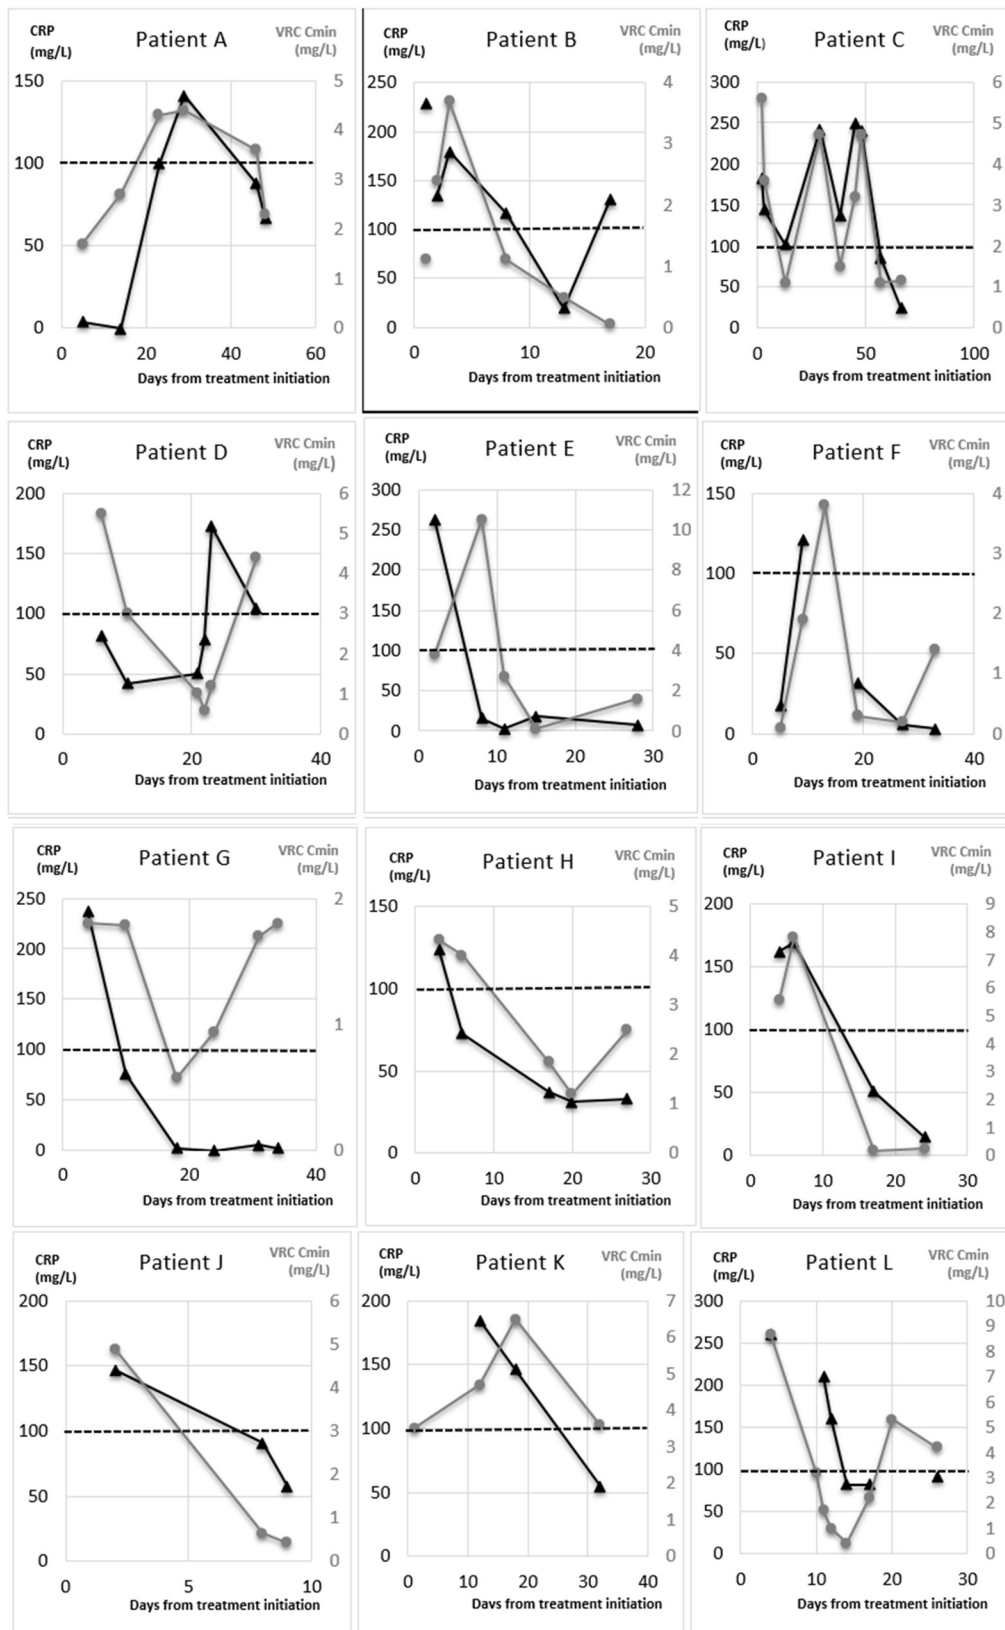 CRP
(mg/L)
Patient A
VRC Cmin
(mg/L)
150
100
50
0
5
4
3
2
1
0
0 20 40 60
Days from treatment initiation
CRP
(mg/L)
Patient B
VRC Cmin
(mg/L)
250
200
150
100
50
0
4
3
2
1
0
0 10 20
Days from treatment initiation
CRP
(mg/L)
Patient C
VRC Cmin
(mg/L)
300
250
200
150
100
50
0
6
5
4
3
2
1
0
0 50 100
Days from treatment initiation
CRP
(mg/L)
Patient D
VRC Cmin
(mg/L)
200
150
100
50
0
6
5
4
3
2
1
0
0 20 40
Days from treatment initiation
CRP
(mg/L)
Patient E
VRC Cmin
(mg/L)
300
250
200
150
100
50
0
12
10
8
6
4
2
0
0 10 20 30
Days from treatment initiation
CRP
(mg/L)
Patient F
VRC Cmin
(mg/L)
150
100
50
0
4
3
2
1
0
0 20 40
Days from treatment initiation
CRP
(mg/L)
Patient G
VRC Cmin
(mg/L)
250
200
150
100
50
0
2
1
0
0 20 40
Days from treatment initiation
CRP
(mg/L)
Patient H
VRC Cmin
(mg/L)
150
100
50
0
5
4
3
2
1
0
0 10 20 30
Days from treatment initiation
CRP
(mg/L)
Patient I
VRC Cmin
(mg/L)
200
150
100
50
0
9
8
7
6
5
4
3
2
1
0
0 10 20 30
Days from treatment initiation
CRP
(mg/L)
Patient J
VRC Cmin
(mg/L)
200
150
100
50
0
6
5
4
3
2
1
0
0 5 10
Days from treatment initiation
CRP
(mg/L)
Patient K
VRC Cmin
(mg/L)
200
150
100
50
0
7
6
5
4
3
2
1
0
0 10 20 30 40
Days from treatment initiation
CRP
(mg/L)
Patient L
VRC Cmin
(mg/L)
300
250
200
150
100
50
0
10
9
8
7
6
5
4
3
2
1
0
0 10 20 30
Days from treatment initiation